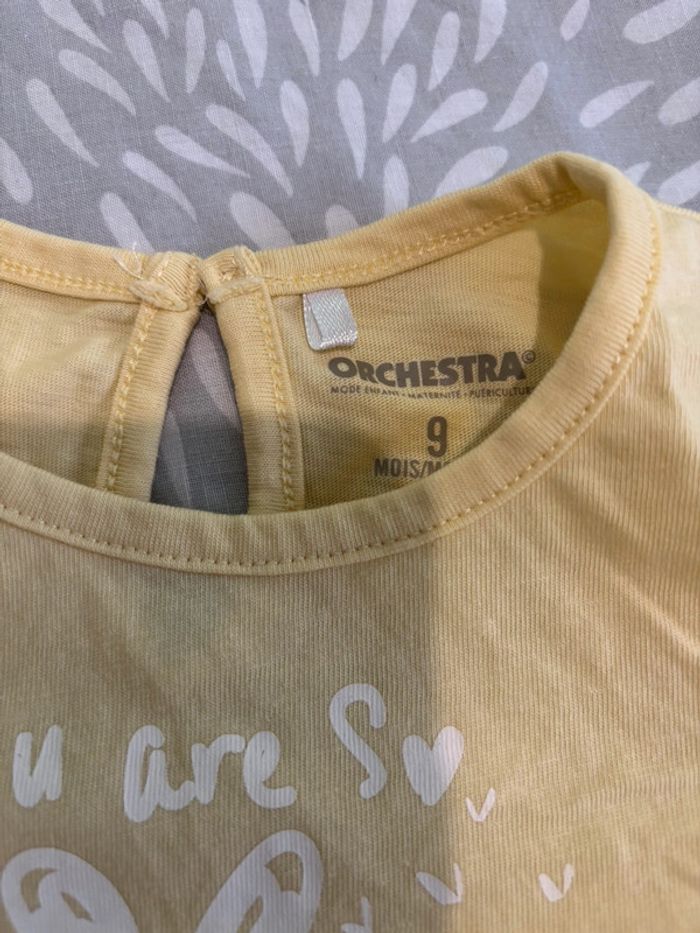 ORCHESTRA©
MODE ENFANT - MATERNITÉ - PUÉRICULTURE
9
MOIS/M
u are So